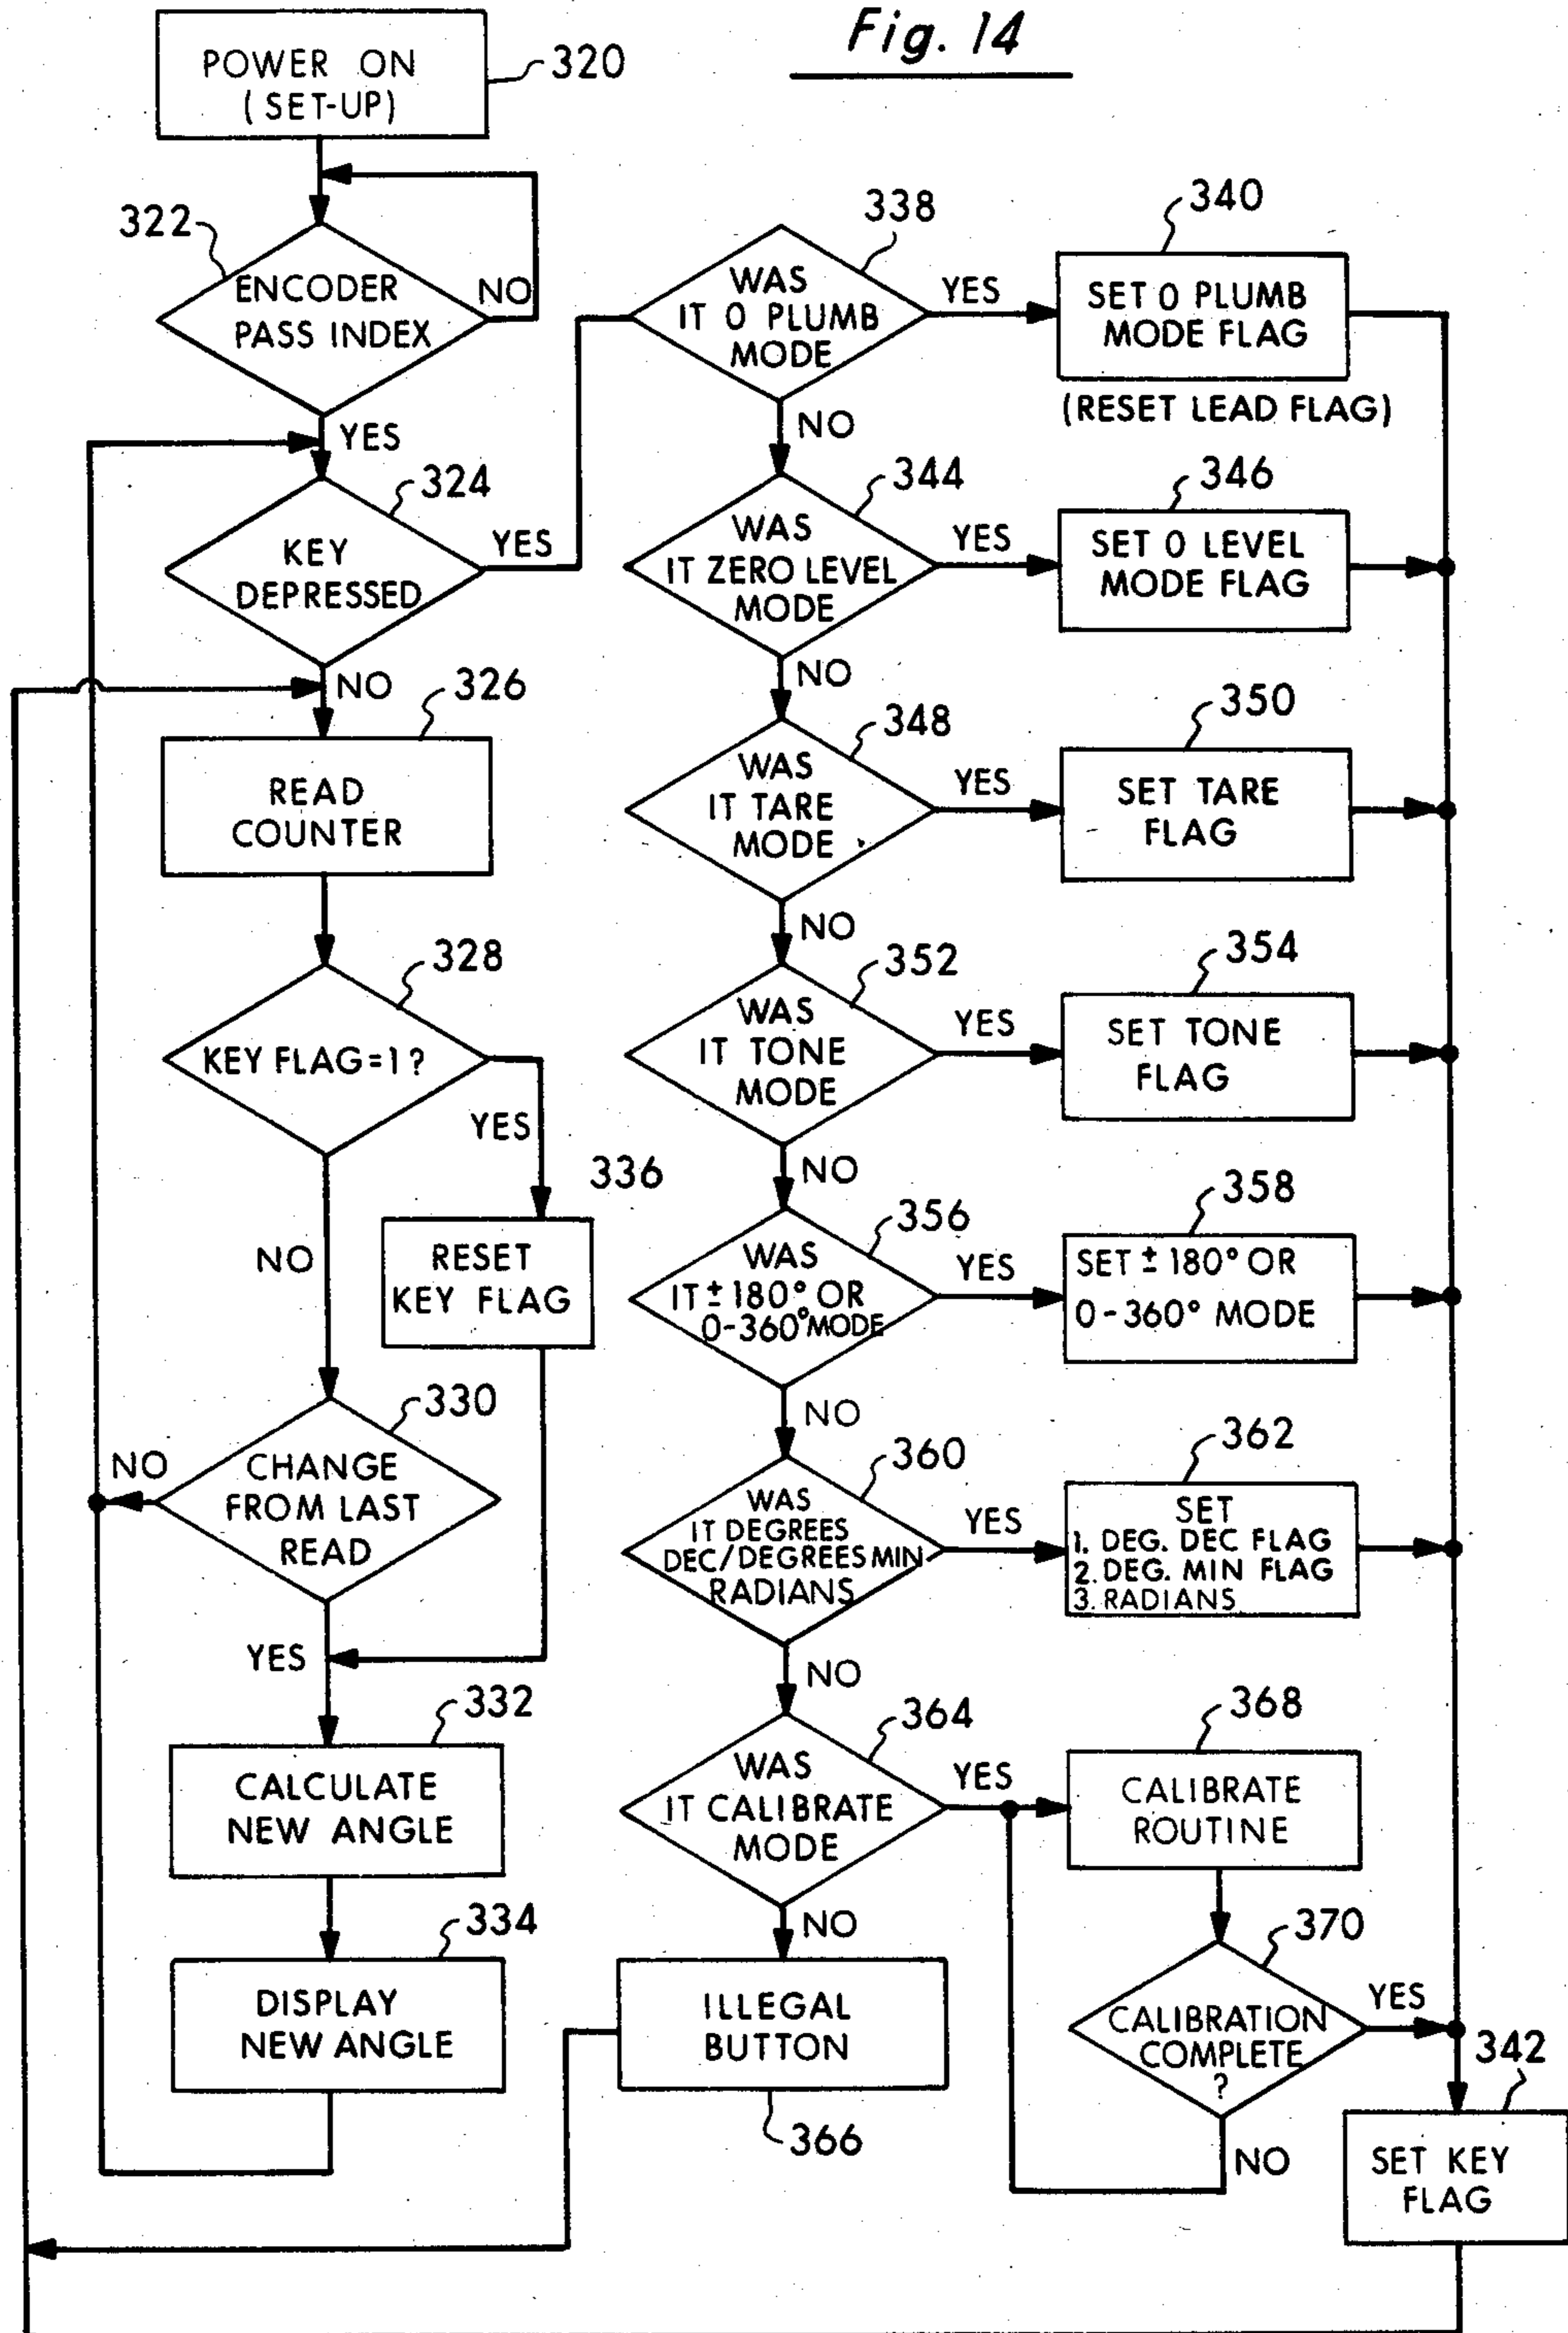 Fig. 14
POWER ON
(SET-UP)
320
322
ENCODER
PASS INDEX
NO
YES
324
KEY
DEPRESSED
YES
NO
326
READ
COUNTER
328
KEY FLAG=1?
YES
NO
336
RESET
KEY FLAG
330
CHANGE
FROM LAST
READ
NO
YES
332
CALCULATE
NEW ANGLE
334
DISPLAY
NEW ANGLE
338
WAS
IT 0 PLUMB
MODE
YES
NO
340
SET 0 PLUMB
MODE FLAG
(RESET LEAD FLAG)
344
WAS
IT ZERO LEVEL
MODE
YES
NO
346
SET 0 LEVEL
MODE FLAG
348
WAS
IT TARE
MODE
YES
NO
350
SET TARE
FLAG
352
WAS
IT TONE
MODE
YES
NO
354
SET TONE
FLAG
356
WAS
IT ± 180° OR
0-360° MODE
YES
NO
358
SET ± 180° OR
0-360° MODE
360
WAS
IT DEGREES
DEC/DEGREES MIN
RADIANS
YES
NO
362
SET
1. DEG. DEC FLAG
2. DEG. MIN FLAG
3. RADIANS
364
WAS
IT CALIBRATE
MODE
YES
NO
366
ILLEGAL
BUTTON
368
CALIBRATE
ROUTINE
370
CALIBRATION
COMPLETE
?
YES
NO
342
SET KEY
FLAG